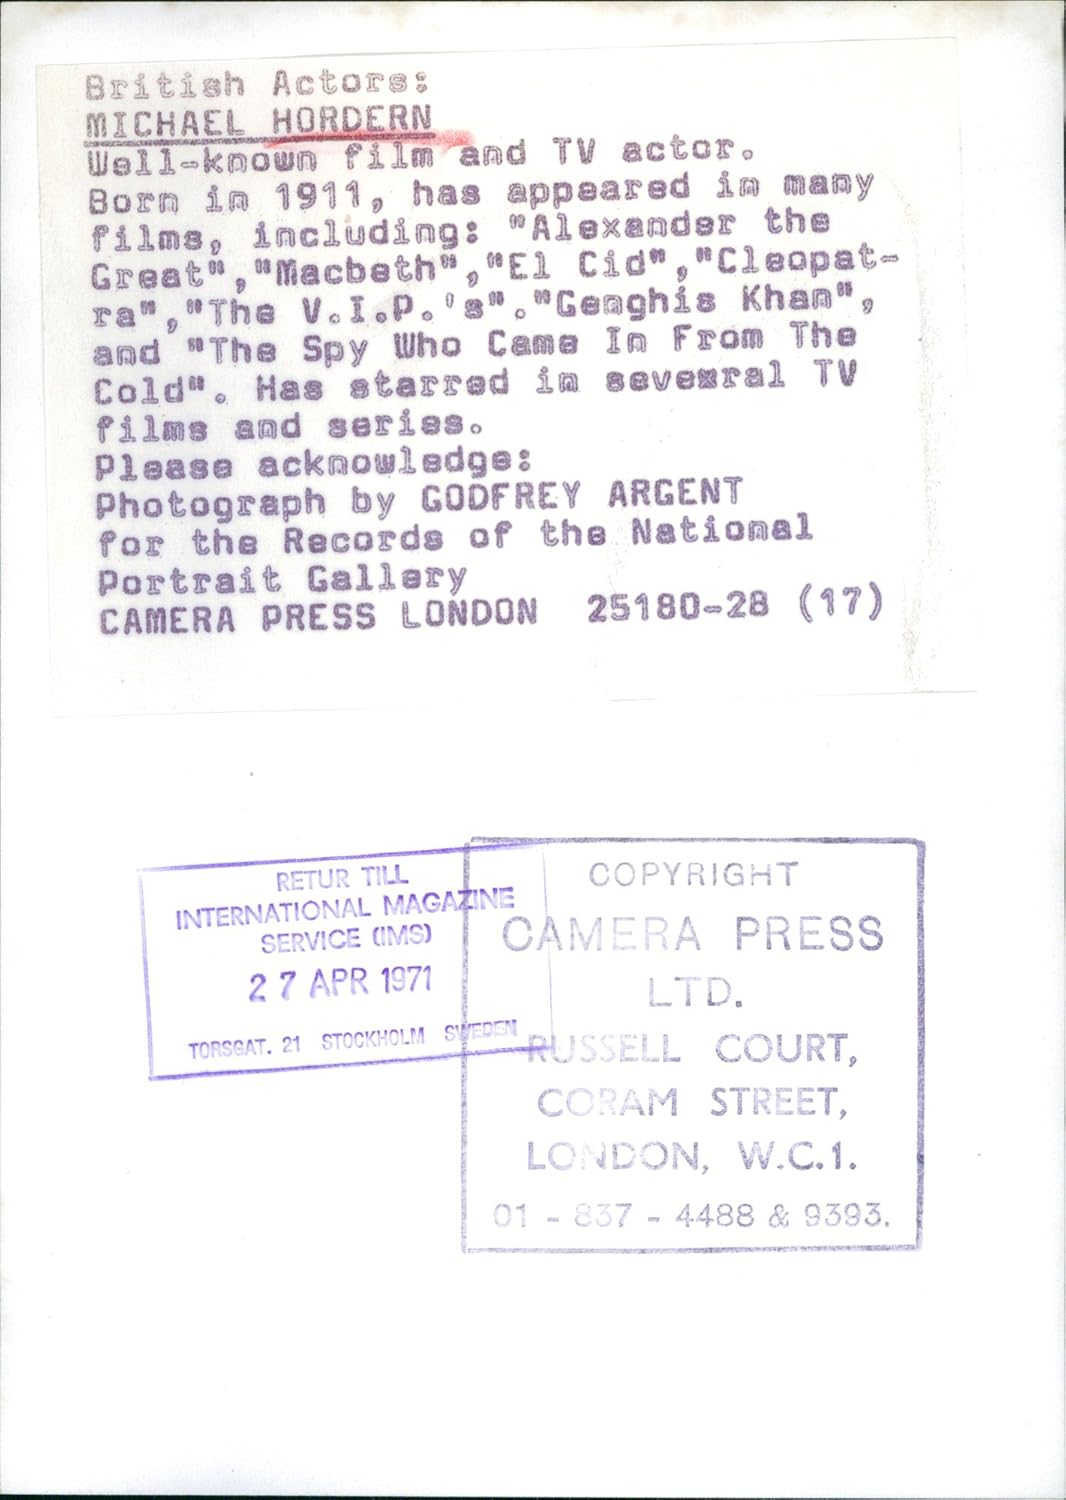 British Actors:
MICHAEL HORDERN
Well-known film and TV actor.
Born in 1911, has appeared in many
films, including: "Alexander the
Great","Macbeth","El Cid","Cleopat-
ra","The V.I.P.'s"."Genghis Khan",
and "The Spy Who Came In From The
Cold". Has starred in sevexral TV
films and series.
Please acknowledge:
Photograph by GODFREY ARGENT
for the Records of the National
Portrait Gallery
CAMERA PRESS LONDON 25180-28 (17)
RETUR TILL
INTERNATIONAL MAGAZINE
SERVICE (IMS)
27 APR 1971
TORSGAT. 21 STOCKHOLM SWEDEN
COPYRIGHT
CAMERA PRESS
LTD.
RUSSELL COURT,
CORAM STREET,
LONDON, W.C.1.
01 - 837 - 4488 & 9393.